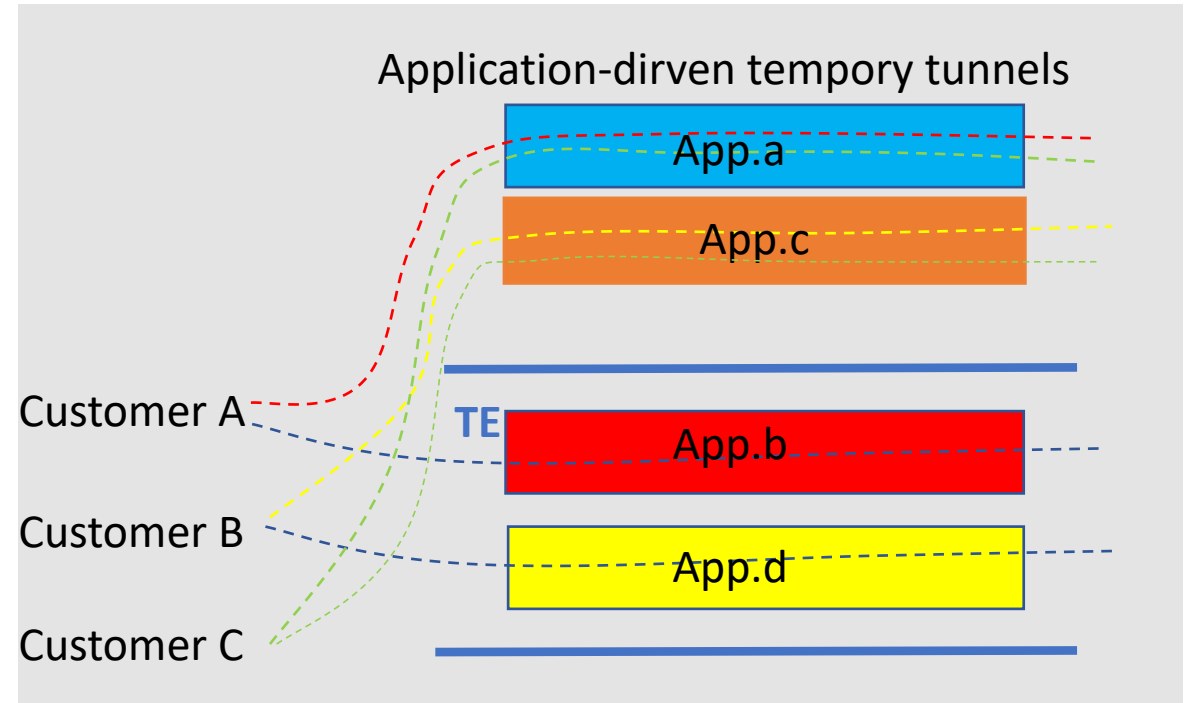 Application-dirven tempory tunnels
App.a
App.c
Customer A
TE
App.b
Customer B
App.d
Customer C